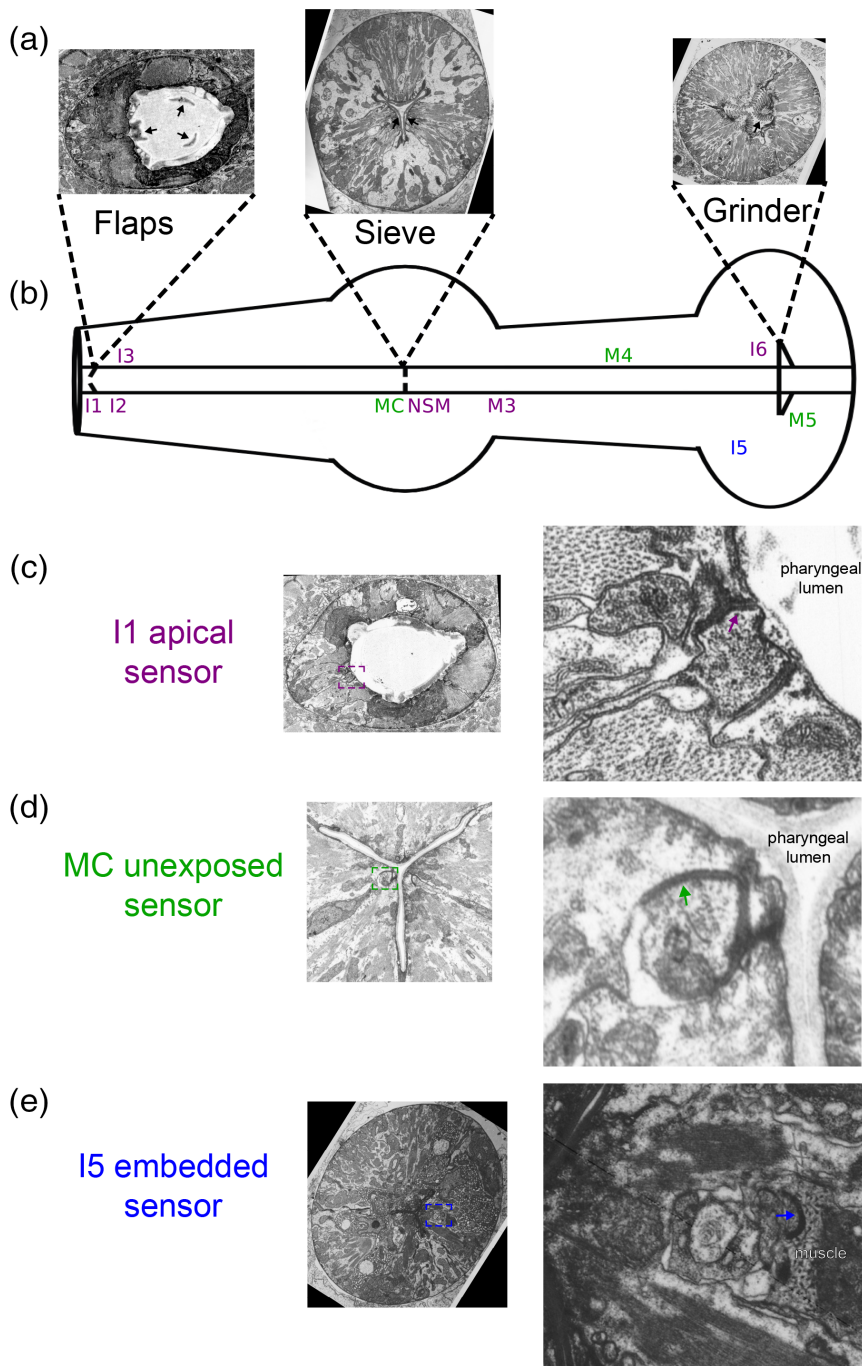 (a)
Flaps
Sieve
Grinder
(b)
I3
M4
I6
I1 I2
MC NSM
M3
M5
I5
(c)
I1 apical
sensor
pharyngeal
lumen
(d)
MC unexposed
sensor
pharyngeal
lumen
(e)
I5 embedded
sensor
muscle